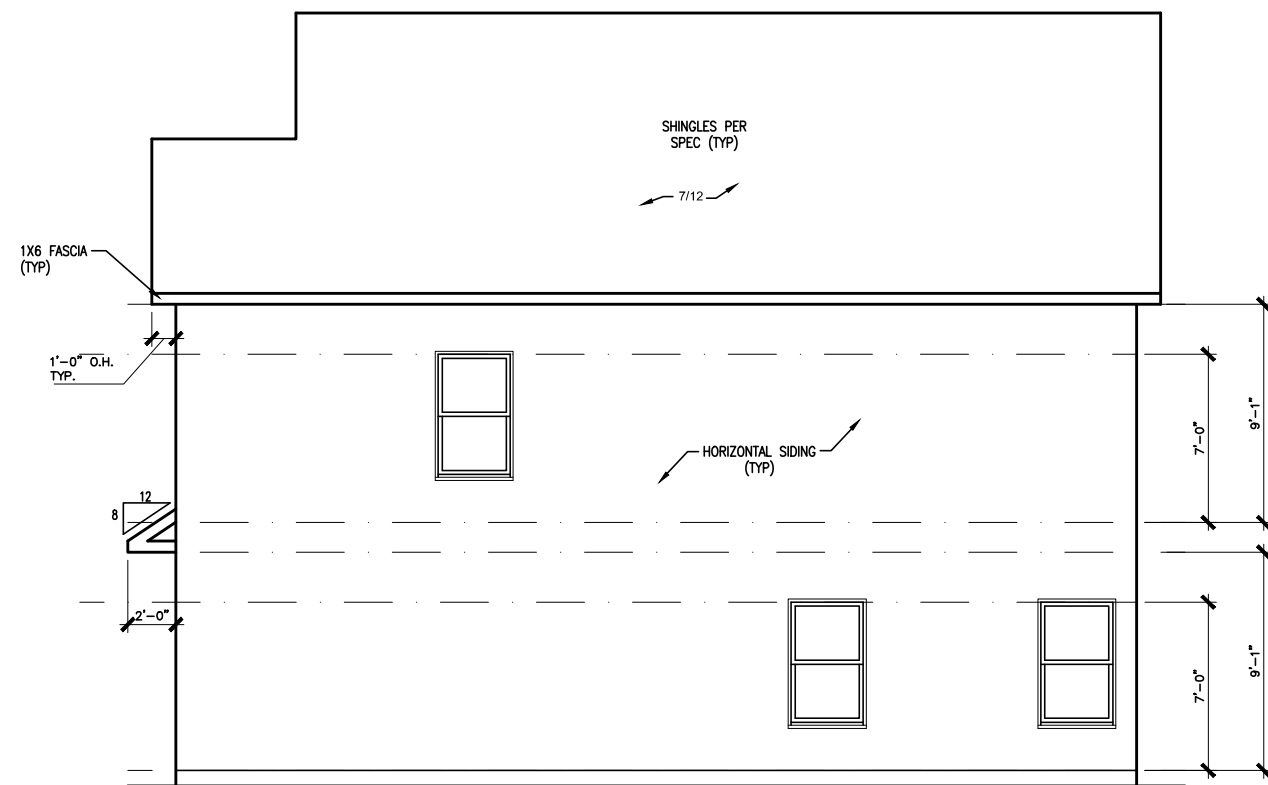 SHINGLES PER
SPEC (TYP)
7/12
1X6 FASCIA
(TYP)
1'-0" O.H.
TYP.
7'-0"
9'-1"
HORIZONTAL SIDING
(TYP)
12
8
2'-0"
7'-0"
9'-1"